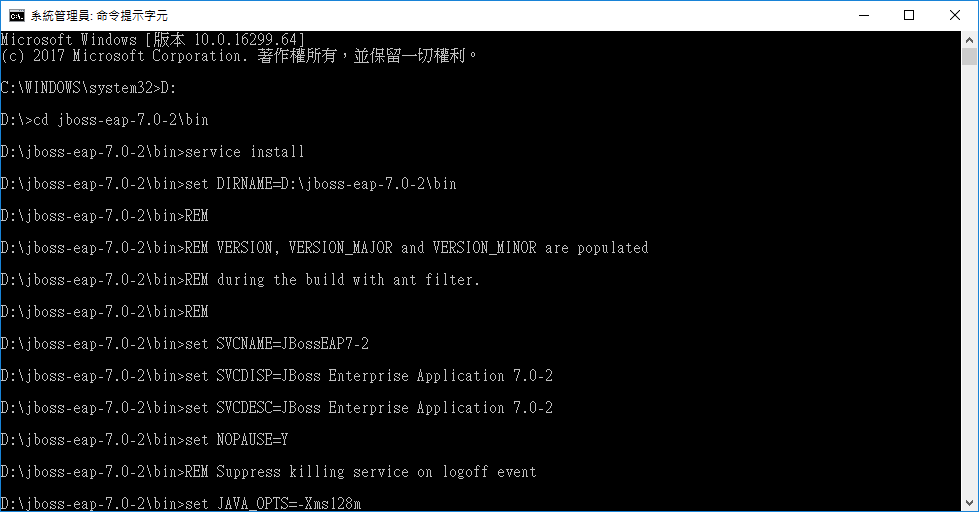 系統管理員: 命令提示字元
Microsoft Windows [版本 10.0.16299.64]
(c) 2017 Microsoft Corporation. 著作權所有，並保留一切權利。
C:\WINDOWS\system32>D:
D:\>cd jboss-eap-7.0-2\bin
D:\jboss-eap-7.0-2\bin>service install
D:\jboss-eap-7.0-2\bin>set DIRNAME=D:\jboss-eap-7.0-2\bin
D:\jboss-eap-7.0-2\bin>REM
D:\jboss-eap-7.0-2\bin>REM VERSION, VERSION_MAJOR and VERSION_MINOR are populated
D:\jboss-eap-7.0-2\bin>REM during the build with ant filter.
D:\jboss-eap-7.0-2\bin>REM
D:\jboss-eap-7.0-2\bin>set SVCNAME=JBossEAP7-2
D:\jboss-eap-7.0-2\bin>set SVCDISP=JBoss Enterprise Application 7.0-2
D:\jboss-eap-7.0-2\bin>set SVCDESC=JBoss Enterprise Application 7.0-2
D:\jboss-eap-7.0-2\bin>set NOPAUSE=Y
D:\jboss-eap-7.0-2\bin>REM Suppress killing service on logoff event
D:\jboss-eap-7.0-2\bin>set JAVA_OPTS=-Xms128m